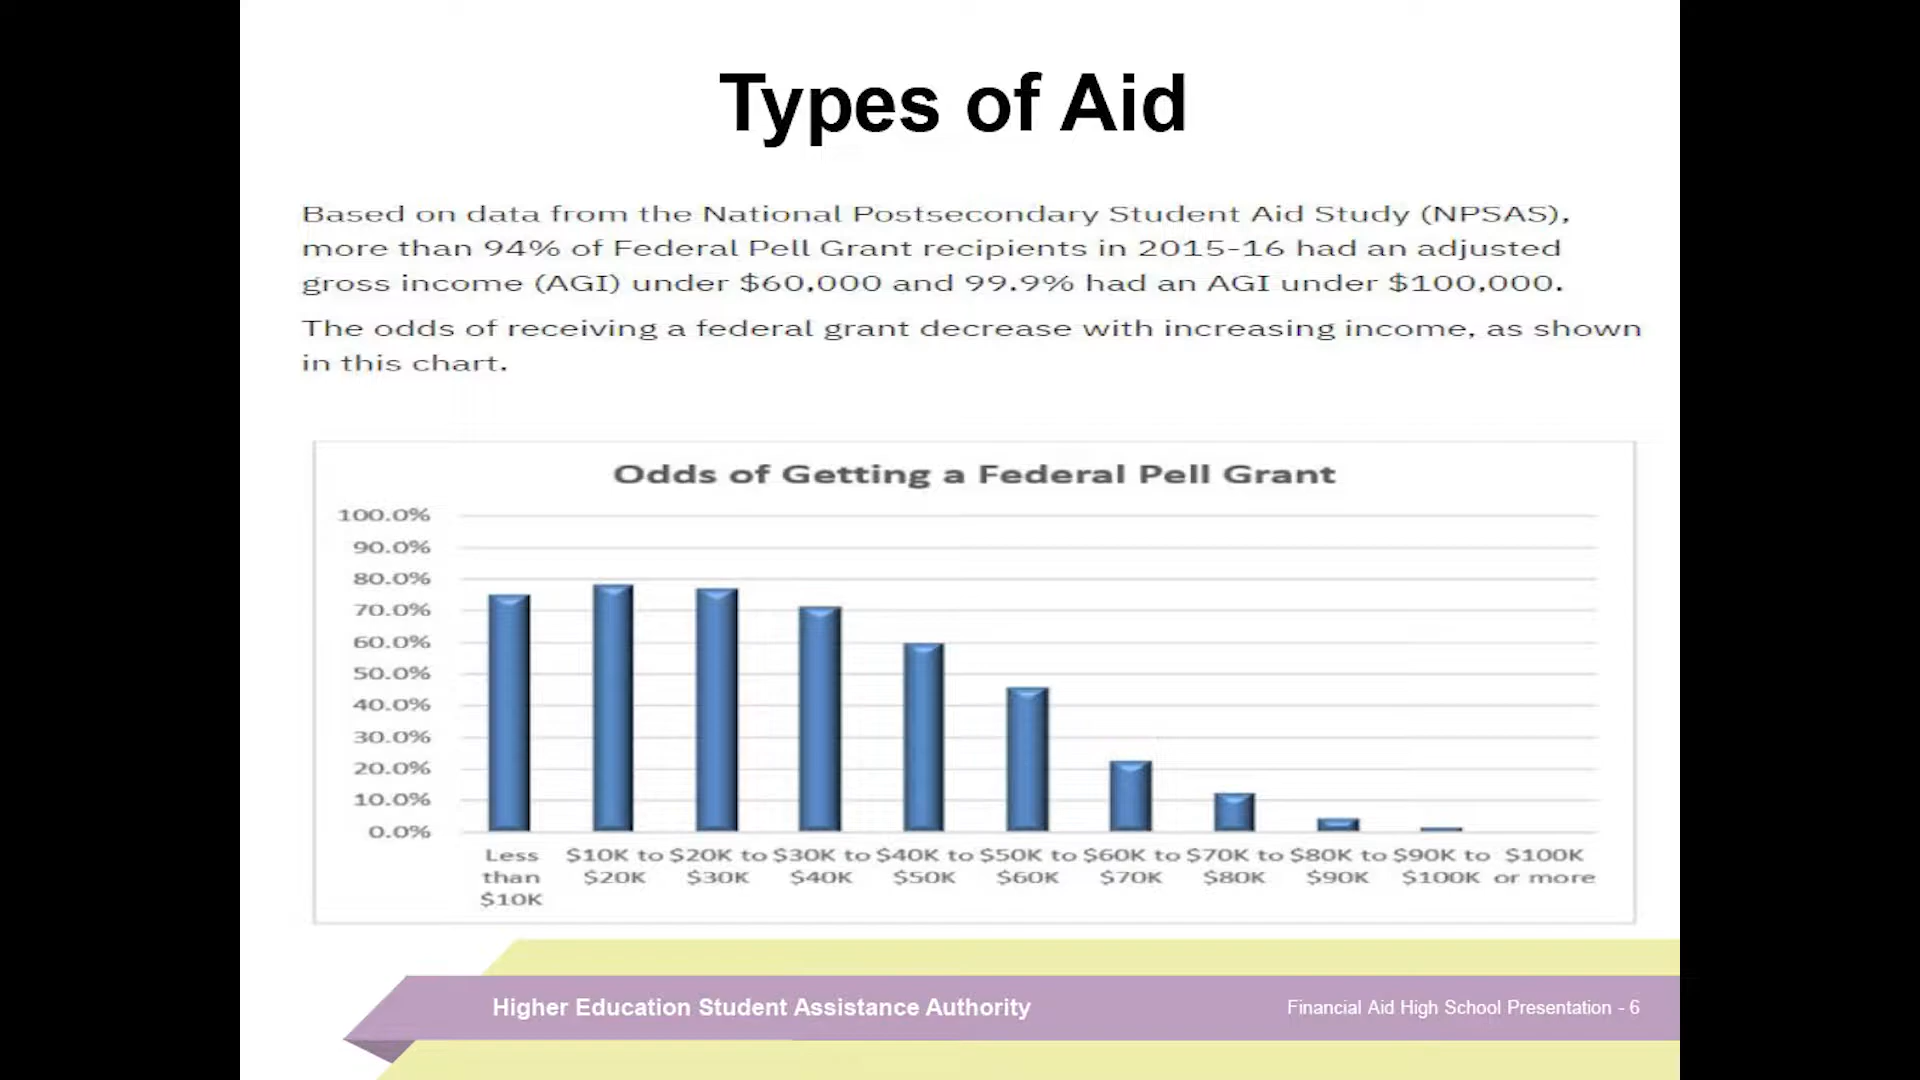 Types of Aid
Based on data from the National Postsecondary Student Aid Study (NPSAS),
more than 94% of Federal Pell Grant recipients in 2015-16 had an adjusted
gross income (AGI) under $60,000 and 99.9% had an AGI under $100,000.
The odds of receiving a federal grant decrease with increasing income, as shown
in this chart.
Odds of Getting a Federal Pell Grant
100.0%
90.0%
80.0%
70.0%
60.0%
50.0%
40.0%
30.0%
20.0%
10.0%
0.0%
Less than $10K
$10K to $20K
$20K to $30K
$30K to $40K
$40K to $50K
$50K to $60K
$60K to $70K
$70K to $80K
$80K to $90K
$90K to $100K
$100K or more
Higher Education Student Assistance Authority
Financial Aid High School Presentation - 6